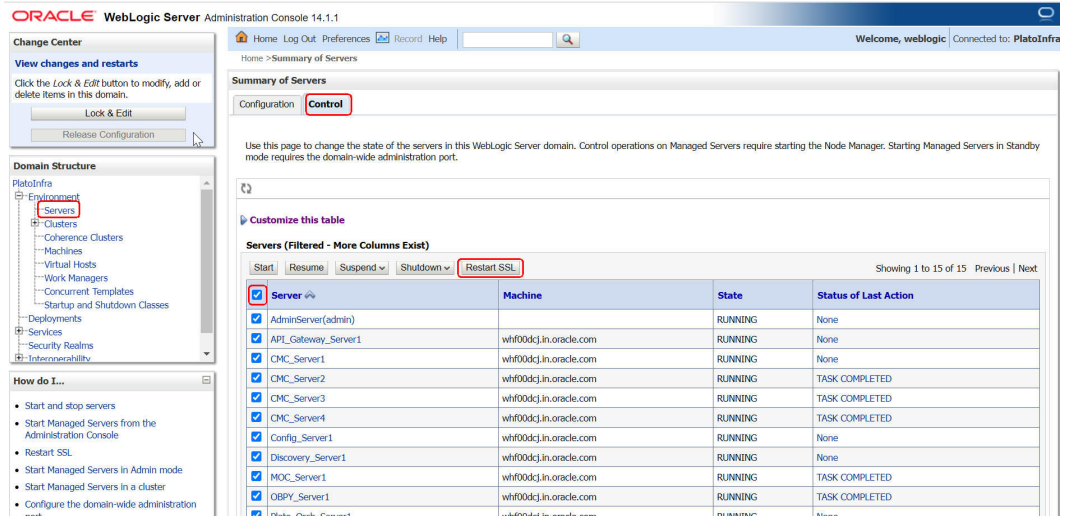 ORACLE WebLogic Server Administration Console 14.1.1
Change Center
View changes and restarts
Click the Lock & Edit button to modify, add or
delete items in this domain.
Lock & Edit
Release Configuration
Domain Structure
PlatoInfra
Environment
Servers
Clusters
Coherence Clusters
Machines
Virtual Hosts
Work Managers
Concurrent Templates
Startup and Shutdown Classes
Deployments
Services
Security Realms
Interoperability
How do I...
Start and stop servers
Start Managed Servers from the
Administration Console
Restart SSL
Start Managed Servers in Admin mode
Start Managed Servers in a cluster
Configure the domain-wide administration
port
Home Log Out Preferences Record Help
Welcome, weblogic Connected to: PlatoInfra
Home >Summary of Servers
Summary of Servers
Configuration Control
Use this page to change the state of the servers in this WebLogic Server domain. Control operations on Managed Servers require starting the Node Manager. Starting Managed Servers in Standby
mode requires the domain-wide administration port.
Customize this table
Servers (Filtered - More Columns Exist)
Start Resume Suspend Shutdown Restart SSL Showing 1 to 15 of 15 Previous | Next
Server Machine State Status of Last Action
AdminServer(admin) RUNNING None
API_Gateway_Server1 whf00dcj.in.oracle.com RUNNING None
CMC_Server1 whf00dcj.in.oracle.com RUNNING None
CMC_Server2 whf00dcj.in.oracle.com RUNNING TASK COMPLETED
CMC_Server3 whf00dcj.in.oracle.com RUNNING TASK COMPLETED
CMC_Server4 whf00dcj.in.oracle.com RUNNING TASK COMPLETED
Config_Server1 whf00dcj.in.oracle.com RUNNING None
Discovery_Server1 whf00dcj.in.oracle.com RUNNING None
MOC_Server1 whf00dcj.in.oracle.com RUNNING TASK COMPLETED
OBPY_Server1 whf00dcj.in.oracle.com RUNNING TASK COMPLETED
Plato_Orch_Server1 whf00dcj.in.oracle.com RUNNING TASK COMPLETED